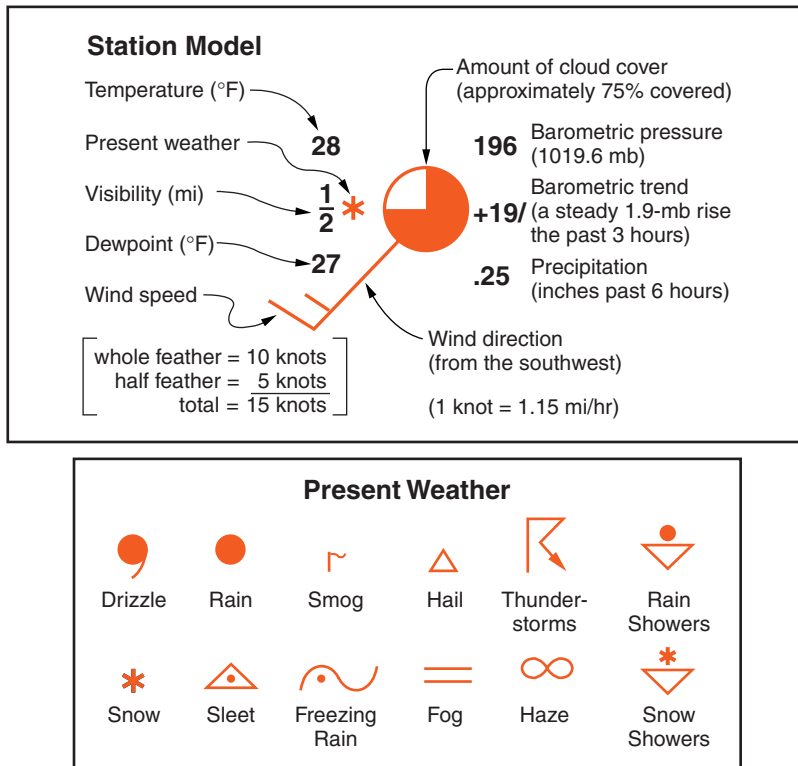 Station Model
Temperature (°F)
28
Present weather
Visibility (mi)
1
2
Dewpoint (°F)
27
Wind speed
whole feather = 10 knots
half feather = 5 knots
total = 15 knots
Amount of cloud cover
(approximately 75% covered)
196
Barometric pressure
(1019.6 mb)
+19/
Barometric trend
(a steady 1.9-mb rise
the past 3 hours)
.25
Precipitation
(inches past 6 hours)
Wind direction
(from the southwest)
(1 knot = 1.15 mi/hr)
Present Weather
Drizzle
Rain
Smog
Hail
Thunder-
storms
Rain
Showers
Snow
Sleet
Freezing
Rain
Fog
Haze
Snow
Showers